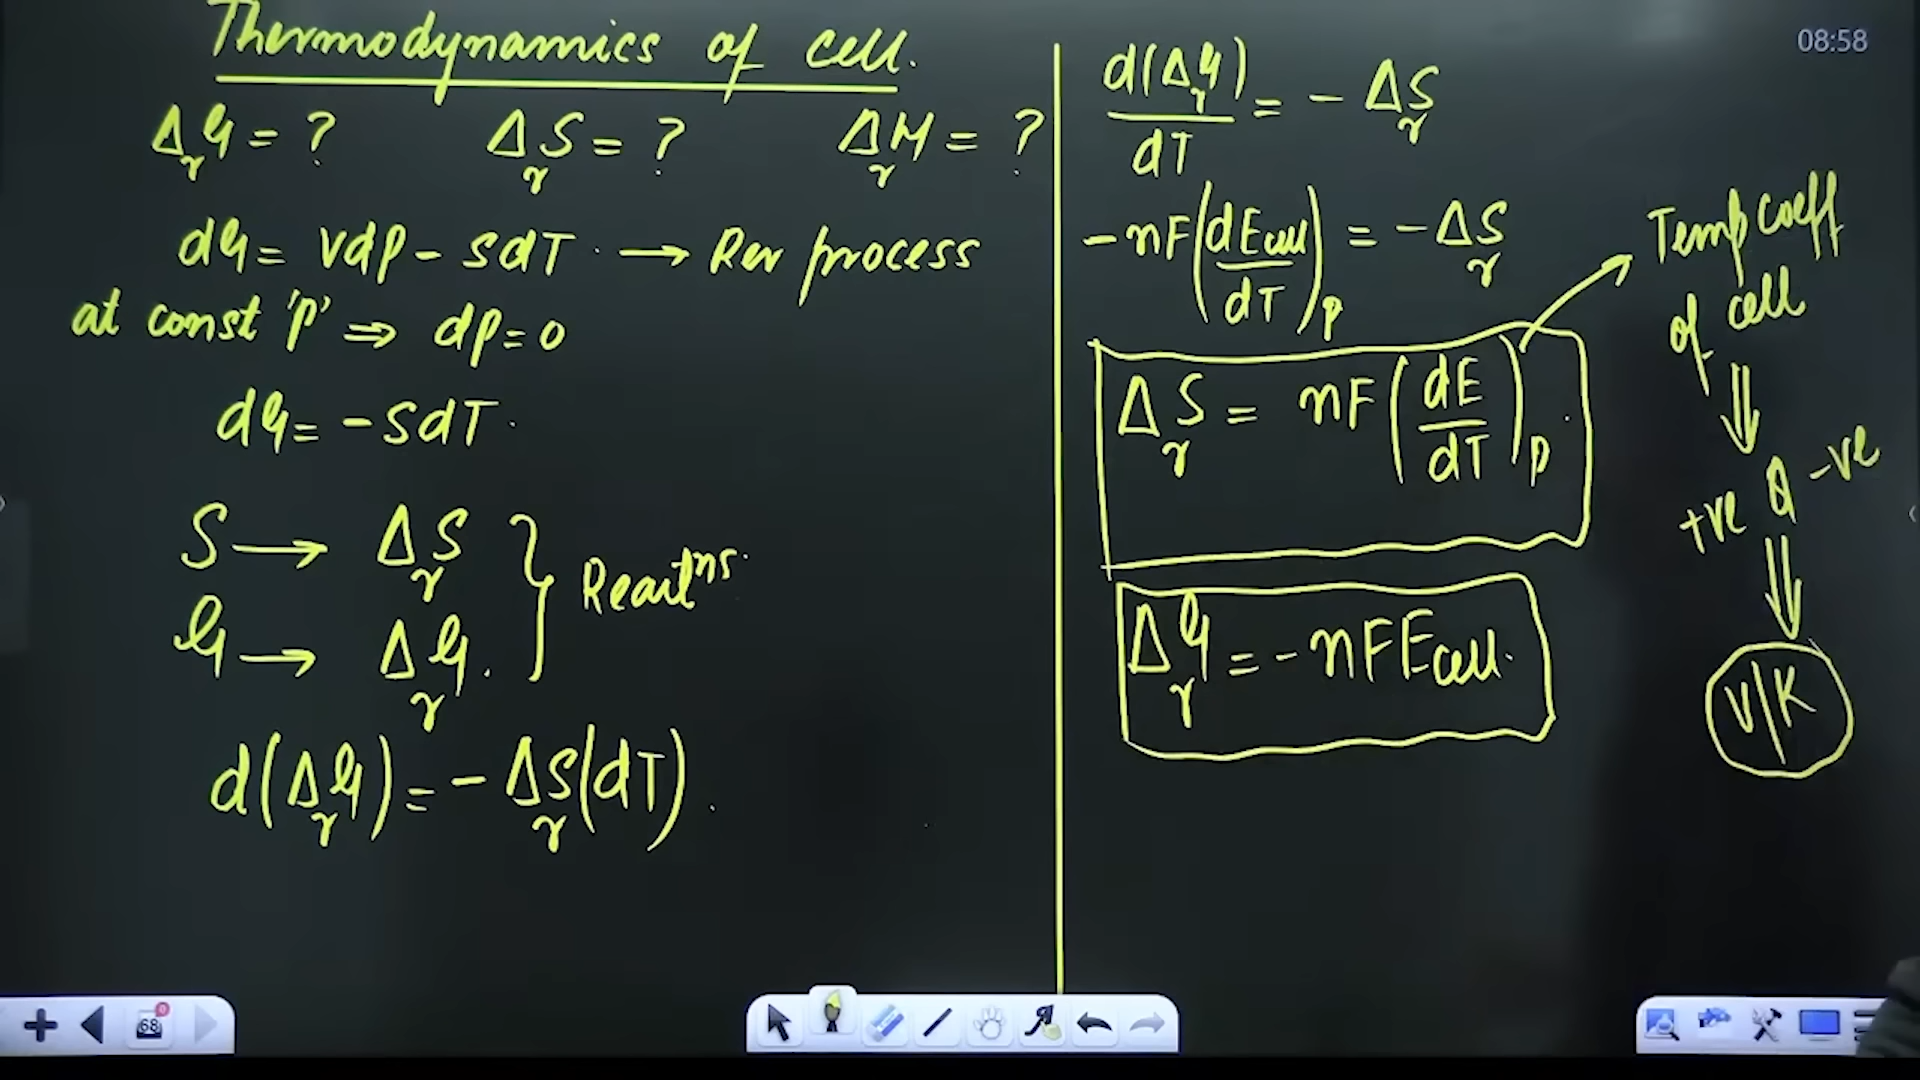 Thermodynamics of cell.
ΔrG = ? ΔrS = ? ΔrH = ?
dG = Vdp - SdT → Rev process
at const 'p' ⇒ dp = 0
dG = - SdT
S → ΔrS
G → ΔrG
} Reactns.
d(ΔrG) = - ΔrS(dT).
d(ΔrG)/dT = - ΔrS
-nF(dEcell/dT)p = - ΔrS
ΔrS = nF(dE/dT)p
ΔrG = - nFEcell.
Temp coeff
of cell
⇓
+ve -ve
⇓
V/K
08:58
68
0